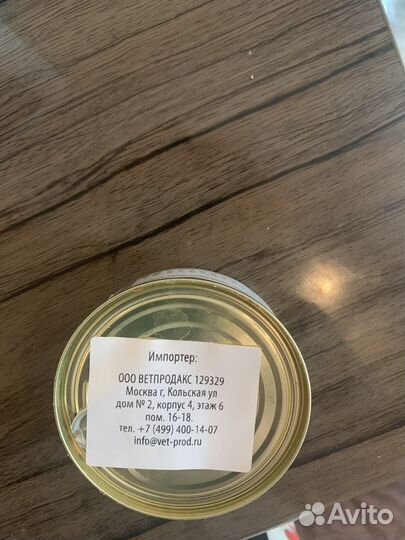 Импортер:
ООО ВЕТПРОДАКС 129329
Москва г, Кольская ул
дом № 2, корпус 4, этаж 6
пом. 16-18.
тел. +7 (499) 400-14-07
info@vet-prod.ru
Avito